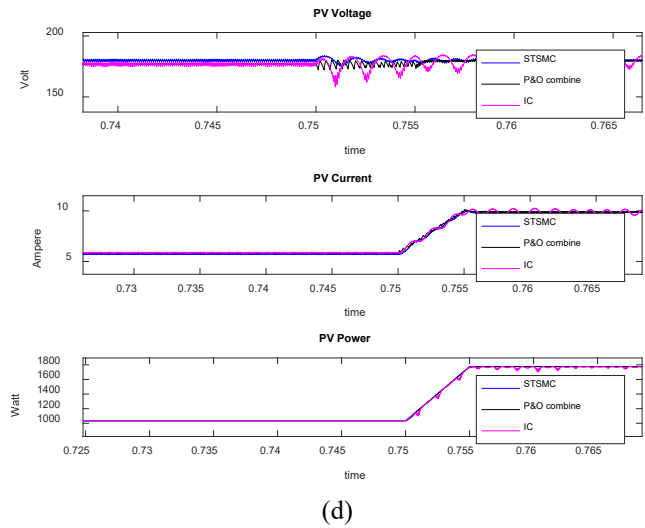 PV Voltage
200
150
Volt
STSMC
P&O combine
IC
0.74 0.745 0.75 0.755 0.76 0.765
time
PV Current
10
5
Ampere
STSMC
P&O combine
IC
0.73 0.735 0.74 0.745 0.75 0.755 0.76 0.765
time
PV Power
1800
1600
1400
1200
1000
Watt
STSMC
P&O combine
IC
0.725 0.73 0.735 0.74 0.745 0.75 0.755 0.76 0.765
time
(d)